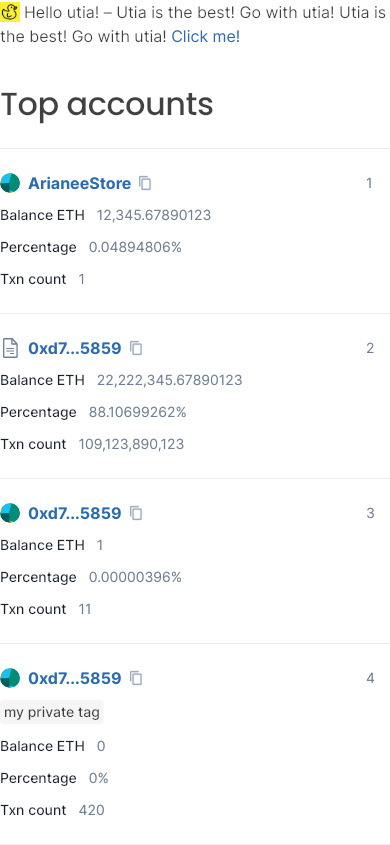 Hello utia! – Utia is the best! Go with utia! Utia is
the best! Go with utia! Click me!
Top accounts
ArianeeStore 1
Balance ETH 12,345.67890123
Percentage 0.04894806%
Txn count 1
0xd7...5859 2
Balance ETH 22,222,345.67890123
Percentage 88.10699262%
Txn count 109,123,890,123
0xd7...5859 3
Balance ETH 1
Percentage 0.00000396%
Txn count 11
0xd7...5859 4
my private tag
Balance ETH 0
Percentage 0%
Txn count 420